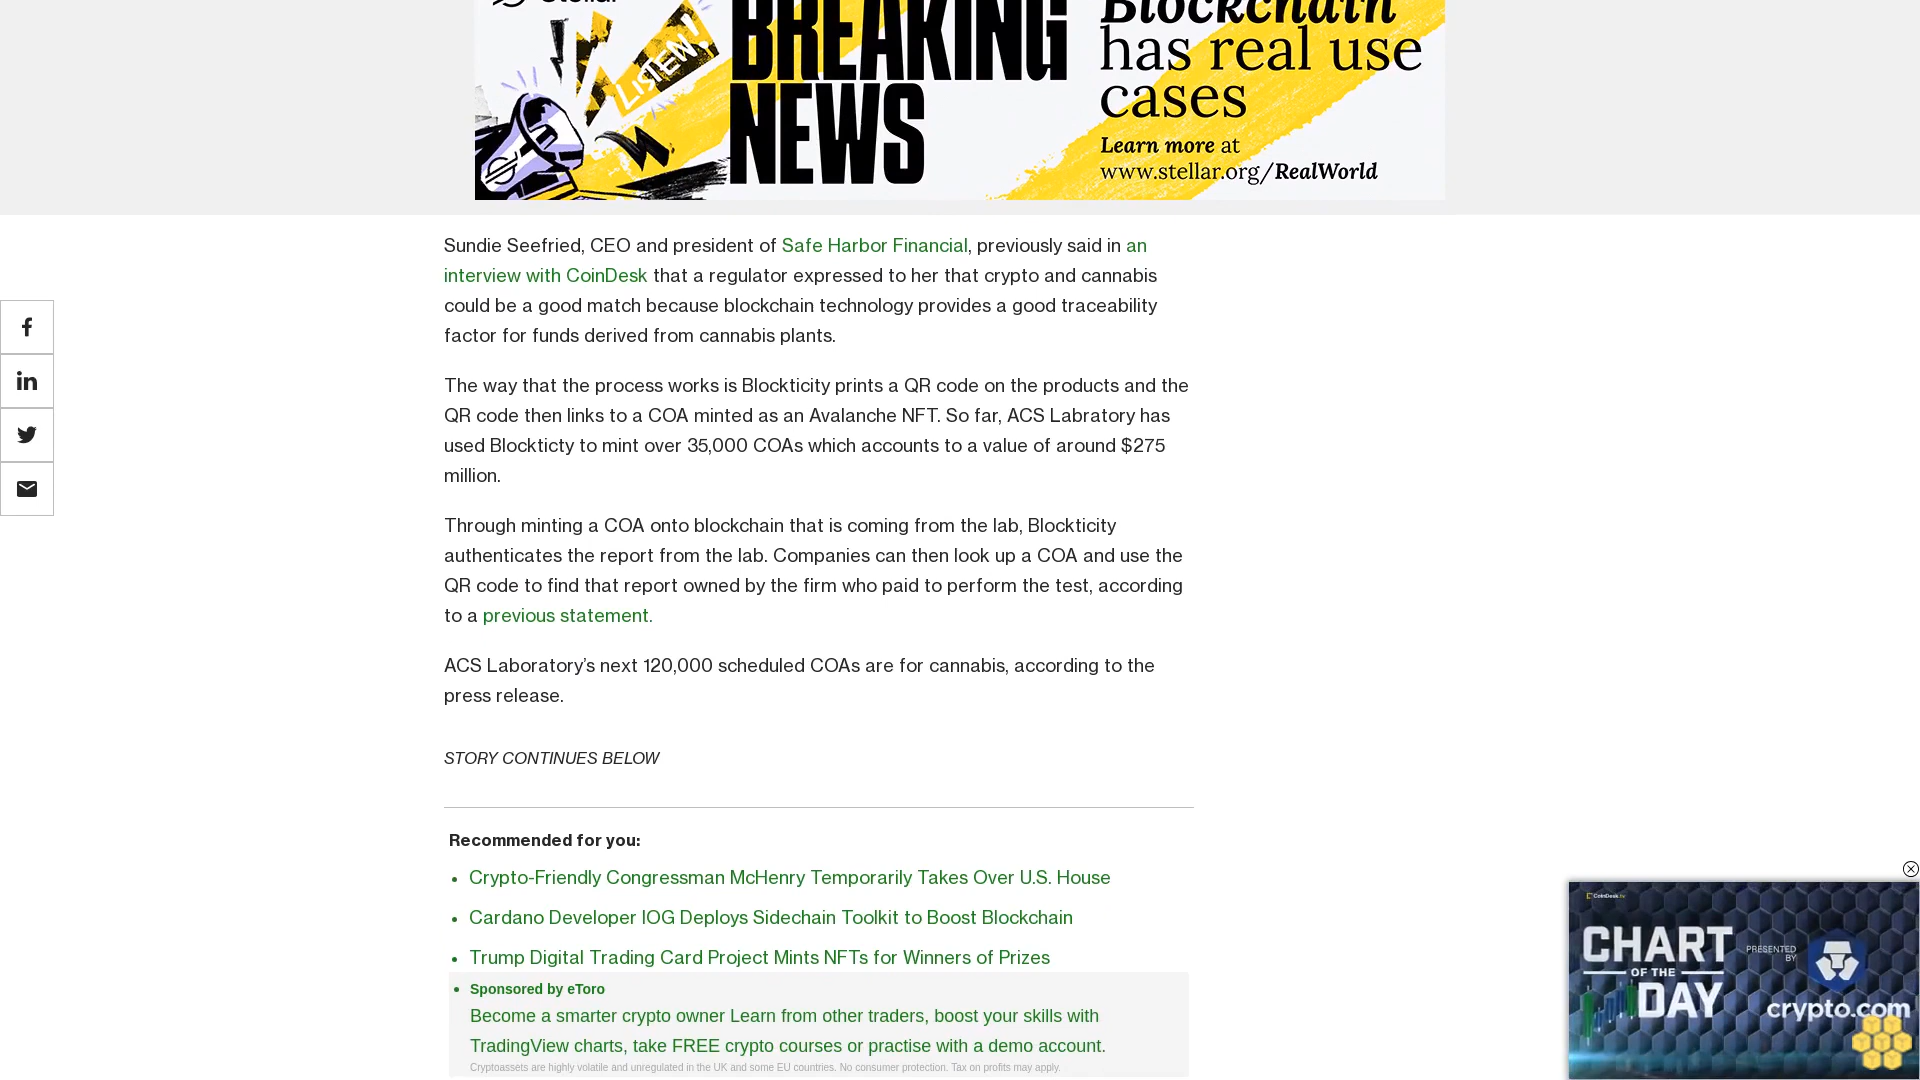 Stellar
BREAKING
NEWS
LISTEN!
Blockchain
has real use
cases
Learn more at
www.stellar.org/RealWorld
Sundie Seefried, CEO and president of Safe Harbor Financial, previously said in an
interview with CoinDesk that a regulator expressed to her that crypto and cannabis
could be a good match because blockchain technology provides a good traceability
factor for funds derived from cannabis plants.
The way that the process works is Blockticity prints a QR code on the products and the
QR code then links to a COA minted as an Avalanche NFT. So far, ACS Labratory has
used Blockticty to mint over 35,000 COAs which accounts to a value of around $275
million.
Through minting a COA onto blockchain that is coming from the lab, Blockticity
authenticates the report from the lab. Companies can then look up a COA and use the
QR code to find that report owned by the firm who paid to perform the test, according
to a previous statement.
ACS Laboratory’s next 120,000 scheduled COAs are for cannabis, according to the
press release.
STORY CONTINUES BELOW
Recommended for you:
• Crypto-Friendly Congressman McHenry Temporarily Takes Over U.S. House
• Cardano Developer IOG Deploys Sidechain Toolkit to Boost Blockchain
• Trump Digital Trading Card Project Mints NFTs for Winners of Prizes
• Sponsored by eToro
Become a smarter crypto owner Learn from other traders, boost your skills with
TradingView charts, take FREE crypto courses or practise with a demo account.
Cryptoassets are highly volatile and unregulated in the UK and some EU countries. No consumer protection. Tax on profits may apply.
CoinDesk tv
CHART
OF THE
DAY
PRESENTED
BY
crypto.com